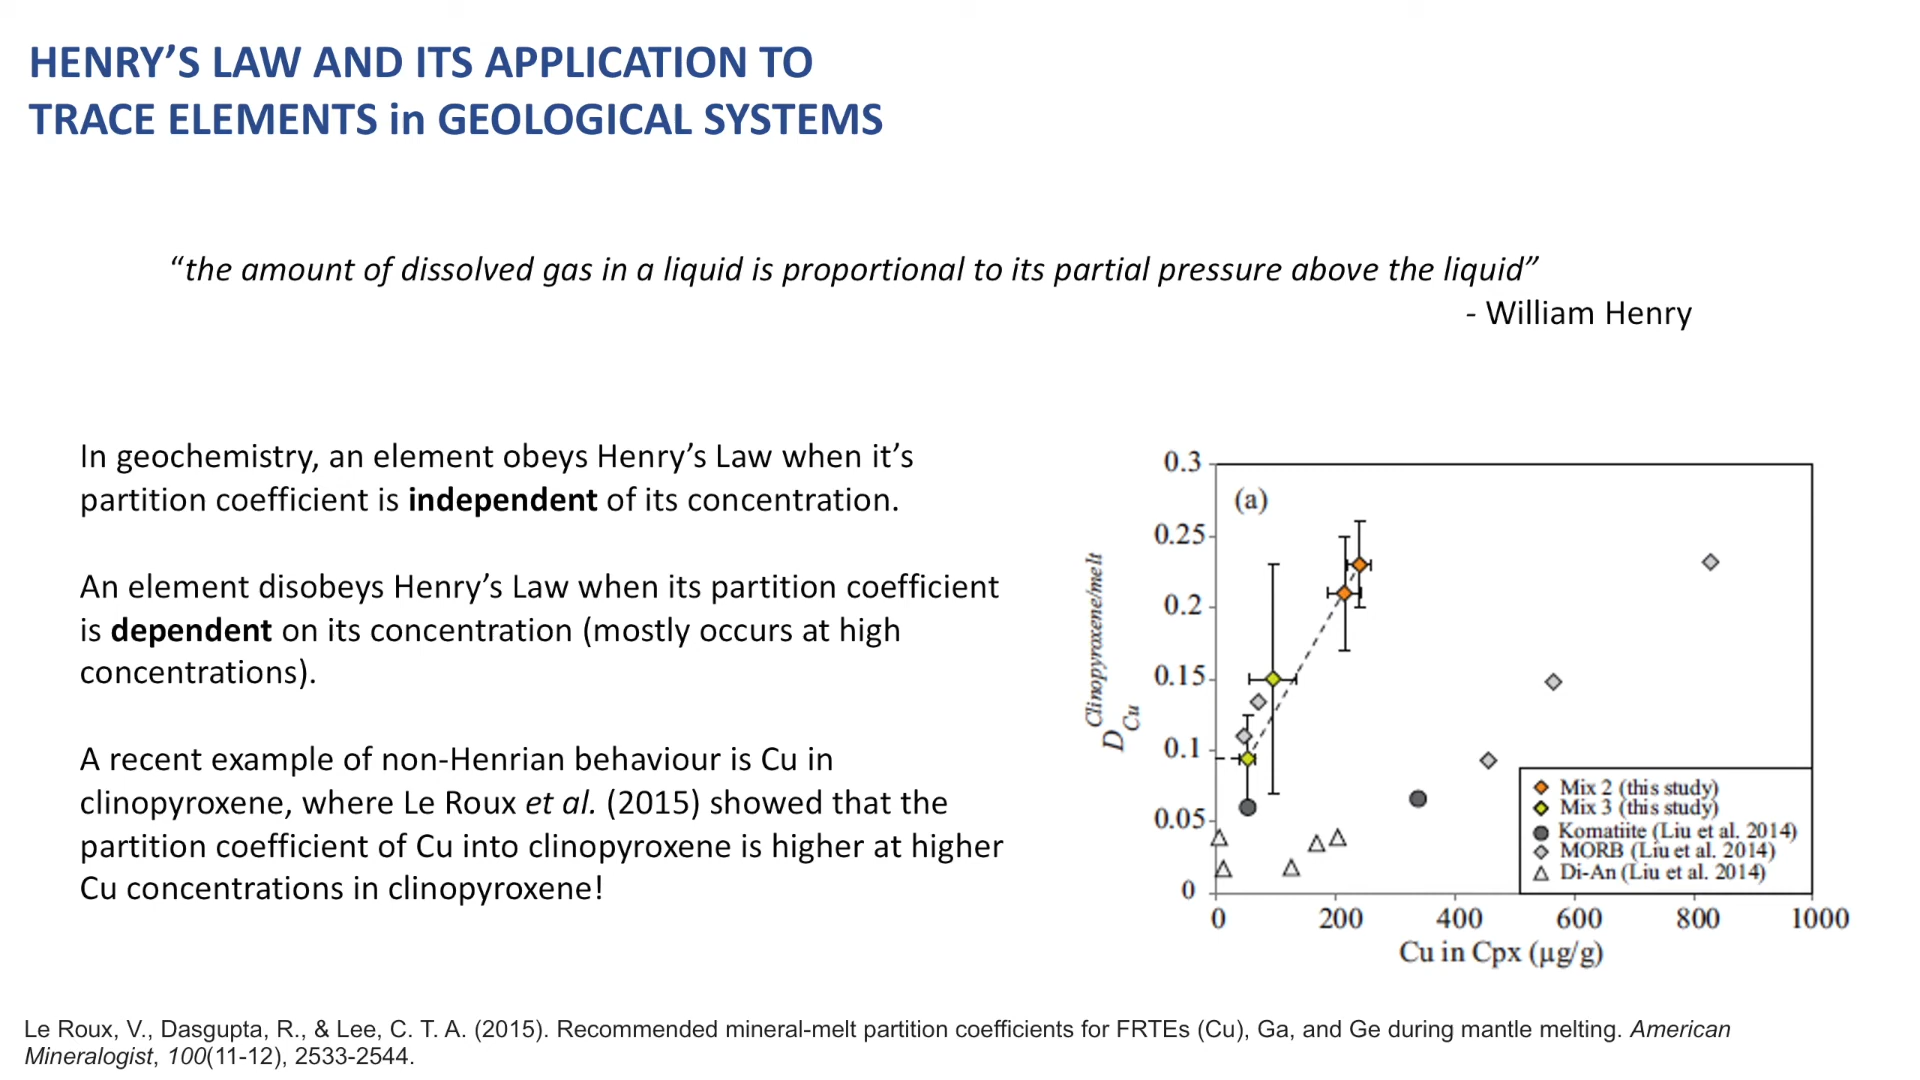 HENRY’S LAW AND ITS APPLICATION TO
TRACE ELEMENTS in GEOLOGICAL SYSTEMS
“the amount of dissolved gas in a liquid is proportional to its partial pressure above the liquid”
- William Henry
In geochemistry, an element obeys Henry’s Law when it’s
partition coefficient is independent of its concentration.
An element disobeys Henry’s Law when its partition coefficient
is dependent on its concentration (mostly occurs at high
concentrations).
A recent example of non-Henrian behaviour is Cu in
clinopyroxene, where Le Roux et al. (2015) showed that the
partition coefficient of Cu into clinopyroxene is higher at higher
Cu concentrations in clinopyroxene!
(a)
D Cu Clinopyroxene/melt
0.3
0.25
0.2
0.15
0.1
0.05
0
0 200 400 600 800 1000
Cu in Cpx (µg/g)
Mix 2 (this study)
Mix 3 (this study)
Komatiite (Liu et al. 2014)
MORB (Liu et al. 2014)
Di-An (Liu et al. 2014)
Le Roux, V., Dasgupta, R., & Lee, C. T. A. (2015). Recommended mineral-melt partition coefficients for FRTEs (Cu), Ga, and Ge during mantle melting. American
Mineralogist, 100(11-12), 2533-2544.